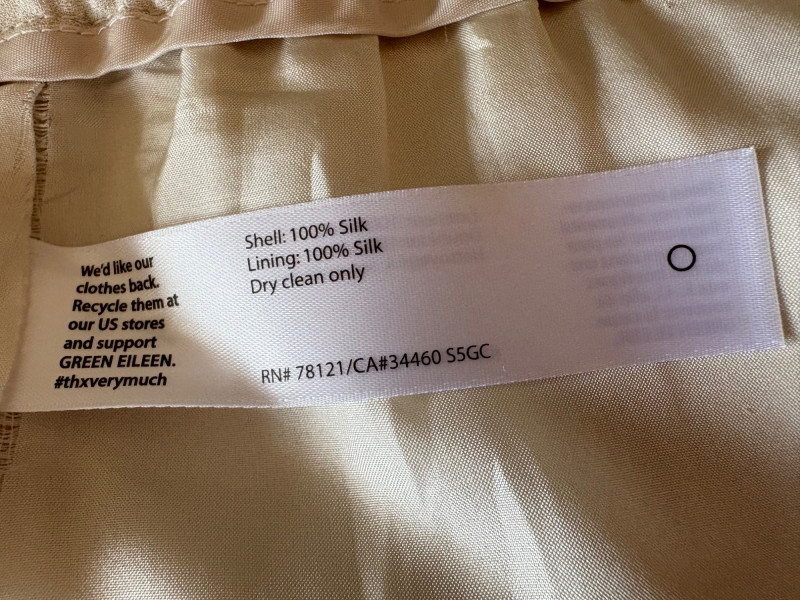 We'd like our
clothes back.
Recycle them at
our US stores
and support
GREEN EILEEN.
#thxverymuch
Shell: 100% Silk
Lining: 100% Silk
Dry clean only
RN# 78121/CA#34460 S5GC